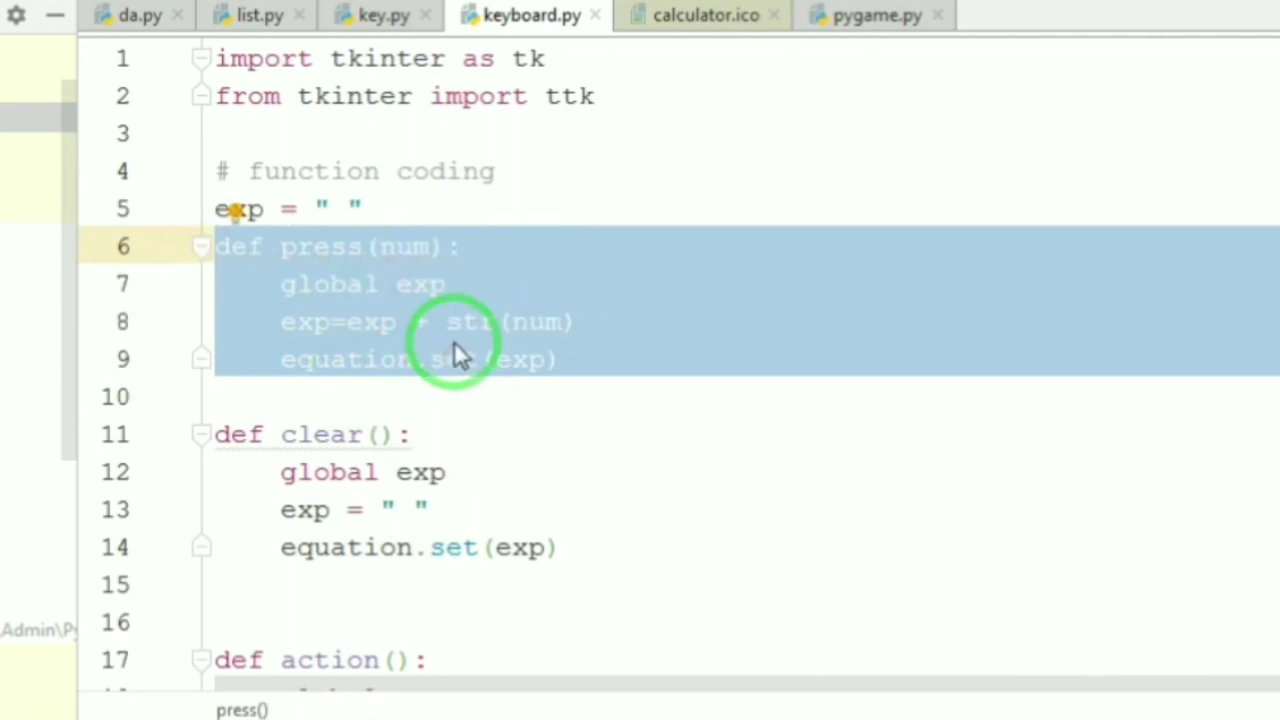 da.py list.py key.py keyboard.py calculator.ico pygame.py
1 import tkinter as tk
2 from tkinter import ttk
3
4 # function coding
5 exp = " "
6 def press(num):
7 global exp
8 exp=exp + str(num)
9 equation.set(exp)
10
11 def clear():
12 global exp
13 exp = " "
14 equation.set(exp)
15
16
Admin\Py
17 def action():
press()